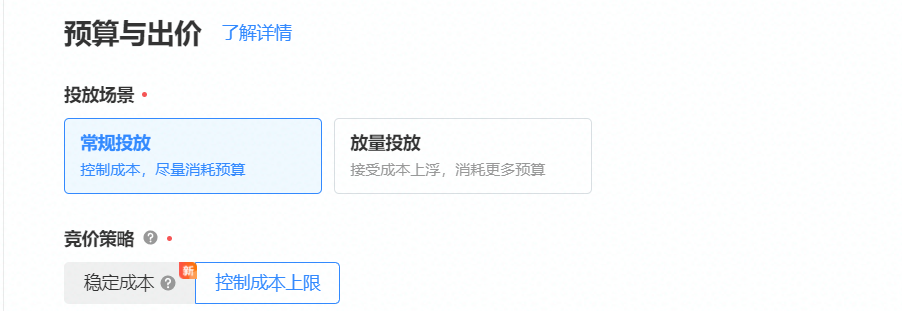 预算与出价 了解详情
投放场景
常规投放
控制成本，尽量消耗预算
放量投放
接受成本上浮，消耗更多预算
竞价策略 ?
稳定成本 ? 新 控制成本上限